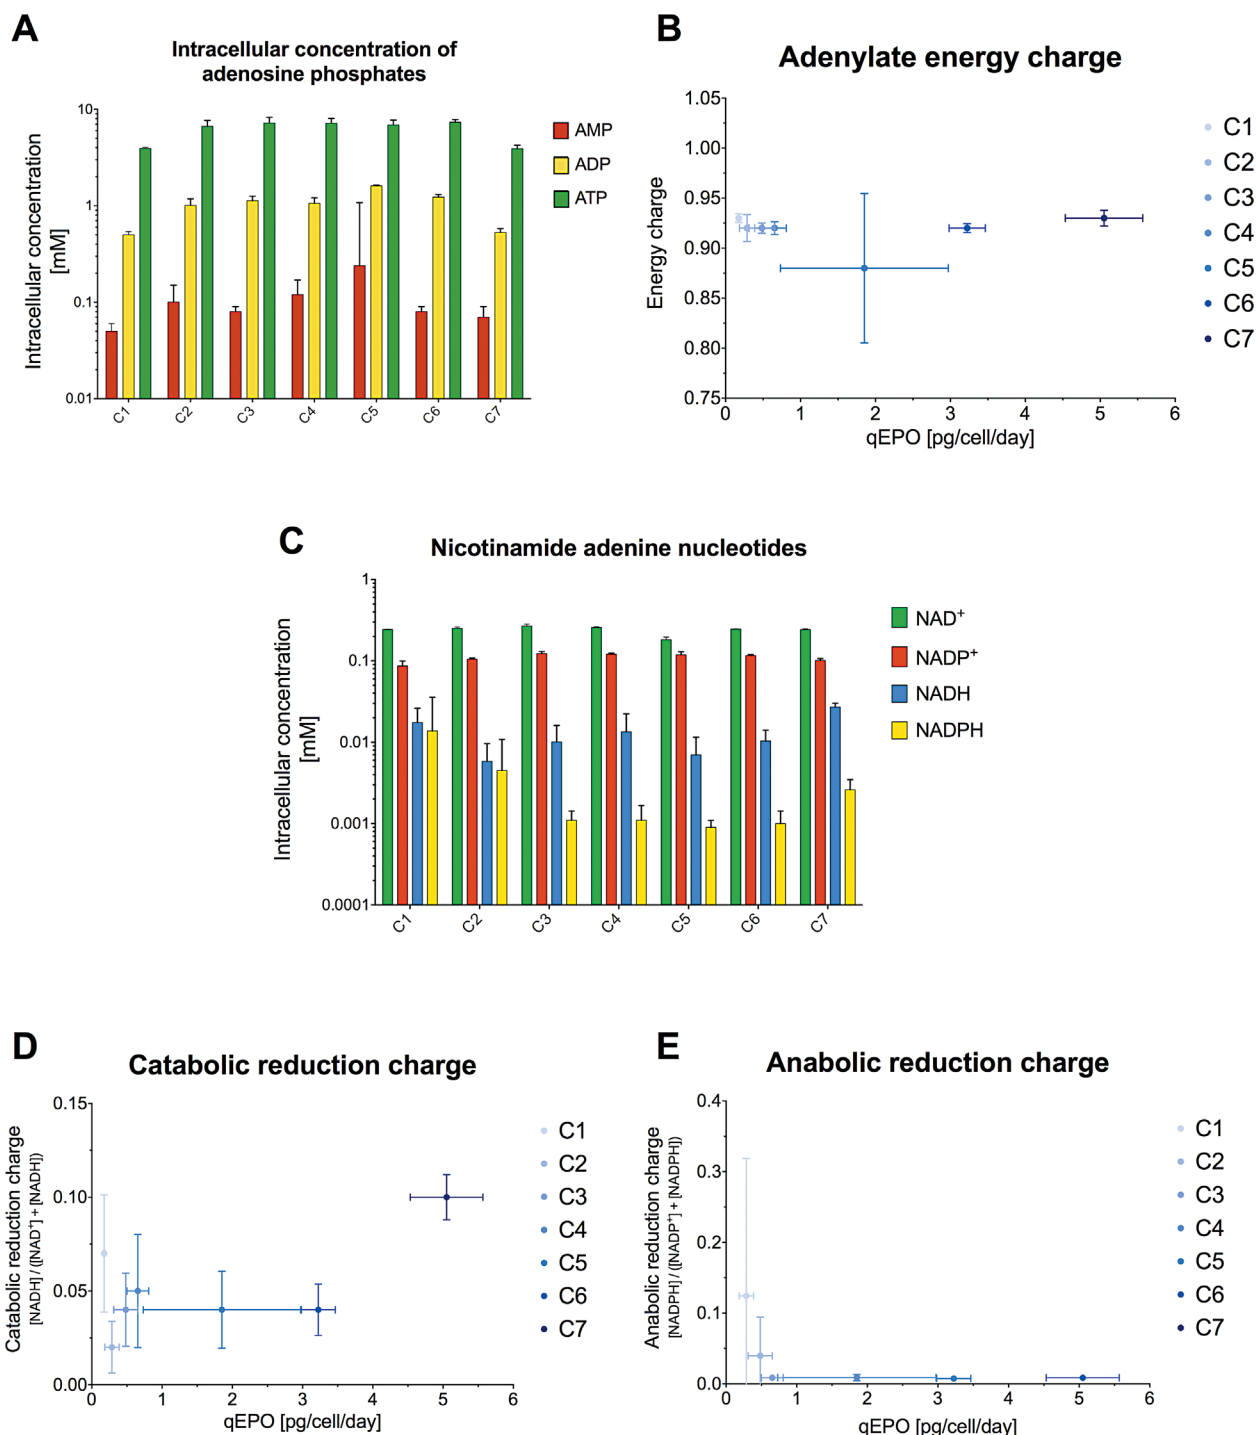 A
Intracellular concentration of
adenosine phosphates
Intracellular concentration
[mM]
10
1
0.1
0.01
C1
C2
C3
C4
C5
C6
C7
AMP
ADP
ATP
B
Adenylate energy charge
Energy charge
1.05
1.00
0.95
0.90
0.85
0.80
0.75
0
1
2
3
4
5
6
qEPO [pg/cell/day]
C1
C2
C3
C4
C5
C6
C7
C
Nicotinamide adenine nucleotides
Intracellular concentration
[mM]
1
0.1
0.01
0.001
0.0001
C1
C2
C3
C4
C5
C6
C7
NAD⁺
NADP⁺
NADH
NADPH
D
Catabolic reduction charge
Catabolic reduction charge
[NADH] / ([NAD⁺] + [NADH])
0.15
0.10
0.05
0.00
0
1
2
3
4
5
6
qEPO [pg/cell/day]
C1
C2
C3
C4
C5
C6
C7
E
Anabolic reduction charge
Anabolic reduction charge
[NADPH] / ([NADP⁺] + [NADPH])
0.4
0.3
0.2
0.1
0.0
0
1
2
3
4
5
6
qEPO [pg/cell/day]
C1
C2
C3
C4
C5
C6
C7